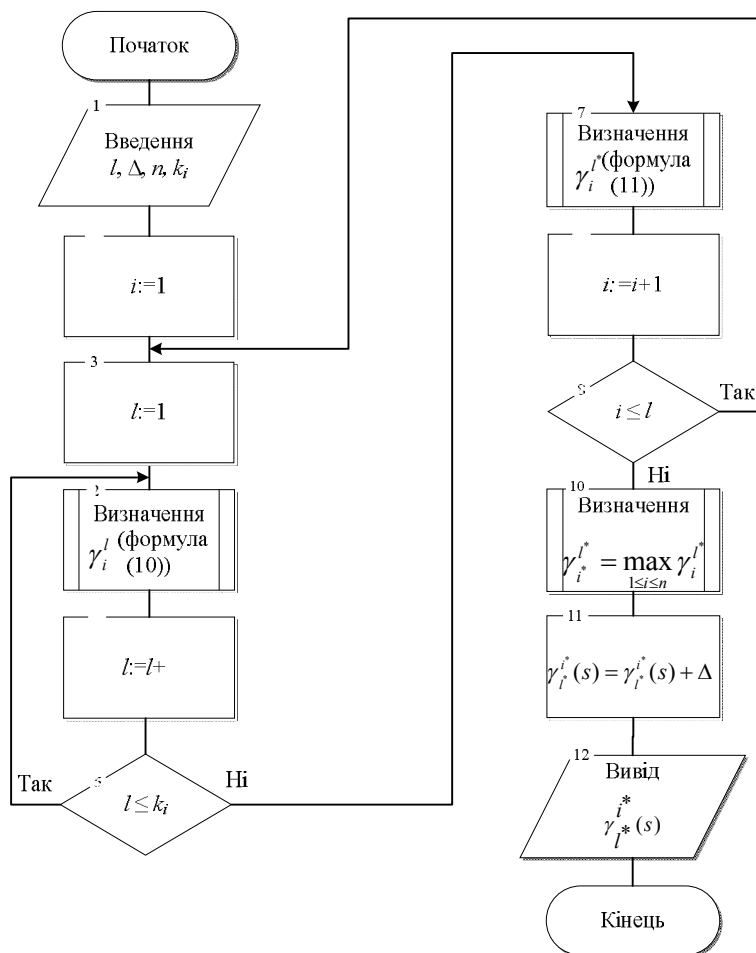 Початок
1
Введення
l, Δ, n, k_i
i:=1
3
l:=1
2
Визначення
γ_i^l (формула
(10))
l:=l+
l ≤ k_i
Так
Ні
7
Визначення
γ_i^{l*} (формула
(11))
i:=i+1
9
i ≤ l
Так
Ні
10
Визначення
γ_{i*}^{l*} = max_{1≤i≤n} γ_i^{l*}
11
γ_{l*}^{i*}(s) = γ_{l*}^{i*}(s) + Δ
12
Вивід
γ_{l*}^{i*}(s)
Кінець